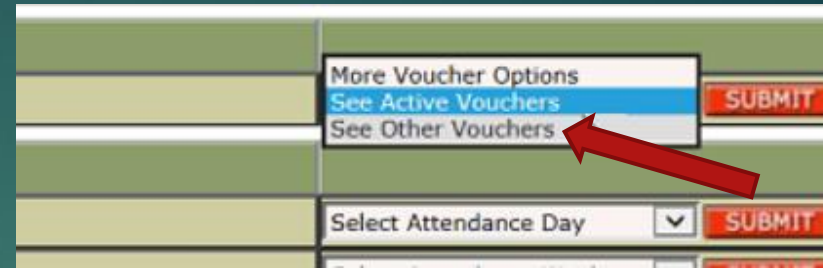 More Voucher Options
See Active Vouchers
SUBMIT
See Other Vouchers
Select Attendance Day
SUBMIT